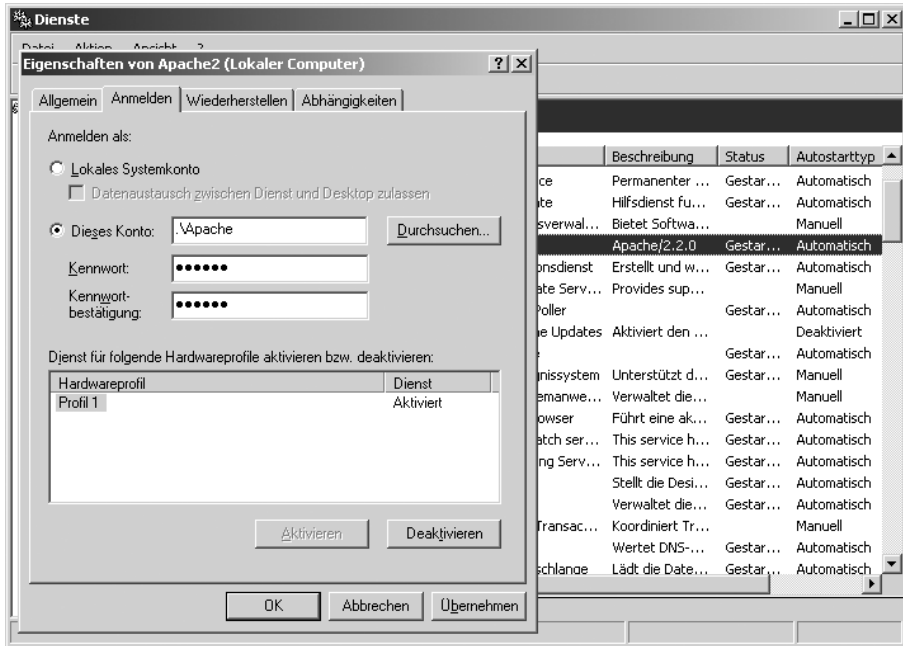 Dienste
Datei Aktion Ansicht ?
Eigenschaften von Apache2 (Lokaler Computer)
Allgemein Anmelden Wiederherstellen Abhängigkeiten
Anmelden als:
Lokales Systemkonto
Datenaustausch zwischen Dienst und Desktop zulassen
Dieses Konto: .\Apache Durchsuchen...
Kennwort: ●●●●●●
Kennwort-
bestätigung: ●●●●●●
Dienst für folgende Hardwareprofile aktivieren bzw. deaktivieren:
Hardwareprofil Dienst
Profil 1 Aktiviert
Aktivieren Deaktivieren
OK Abbrechen Übernehmen
Beschreibung Status Autostarttyp
ce Permanenter ... Gestar... Automatisch
te Hilfsdienst fu... Gestar... Automatisch
sverwal... Bietet Softwa... Manuell
Apache/2.2.0 Gestar... Automatisch
onsdienst Erstellt und w... Gestar... Automatisch
ate Serv... Provides sup... Manuell
Poller Gestar... Automatisch
e Updates Aktiviert den ... Deaktiviert
Gestar... Automatisch
gnissystem Unterstützt d... Gestar... Manuell
emanwe... Verwaltet die... Manuell
owser Führt eine ak... Gestar... Automatisch
atch ser... This service h... Gestar... Automatisch
ng Serv... This service h... Gestar... Automatisch
Stellt die Desi... Gestar... Automatisch
Verwaltet die... Gestar... Automatisch
Transac... Koordiniert Tr... Manuell
Wertet DNS-... Gestar... Automatisch
schlange Lädt die Date... Gestar... Automatisch